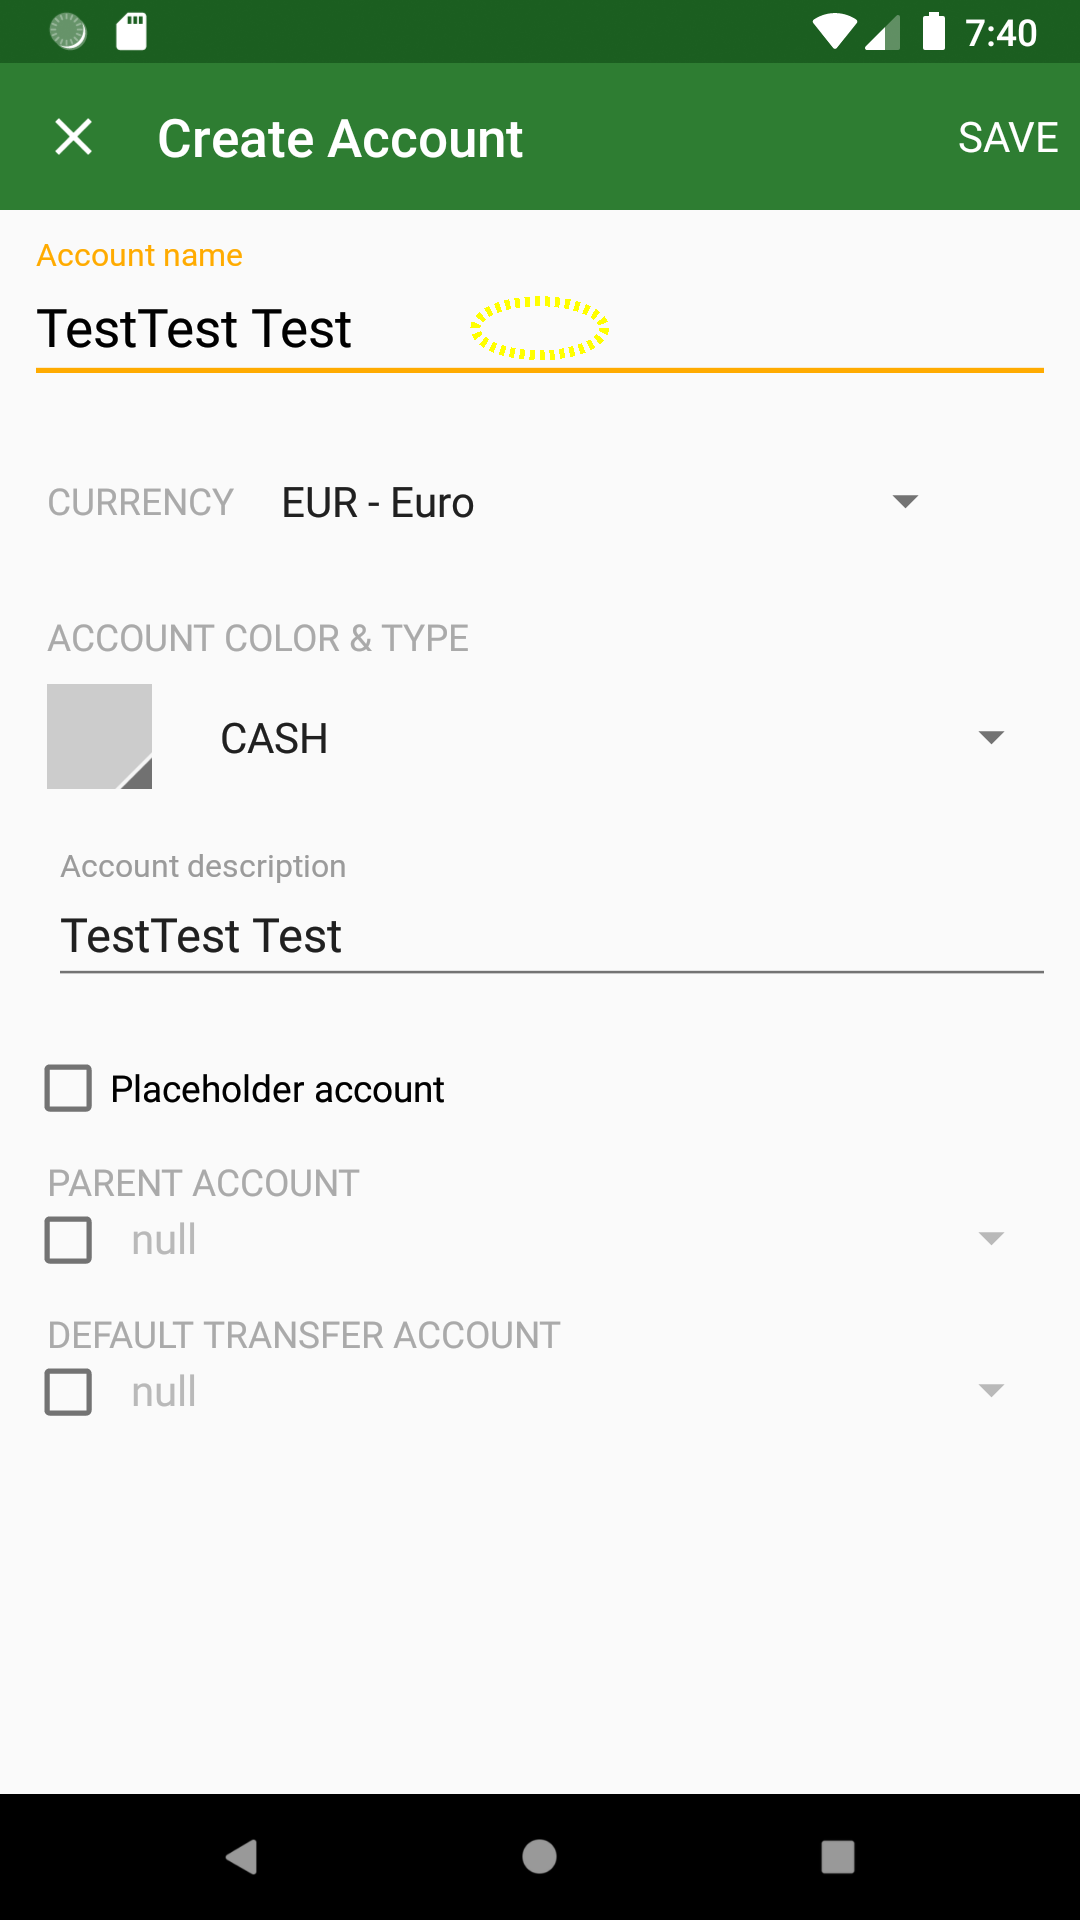 7:40
Create Account
SAVE
Account name
TestTest Test
CURRENCY EUR - Euro
ACCOUNT COLOR & TYPE
CASH
Account description
TestTest Test
Placeholder account
PARENT ACCOUNT
null
DEFAULT TRANSFER ACCOUNT
null